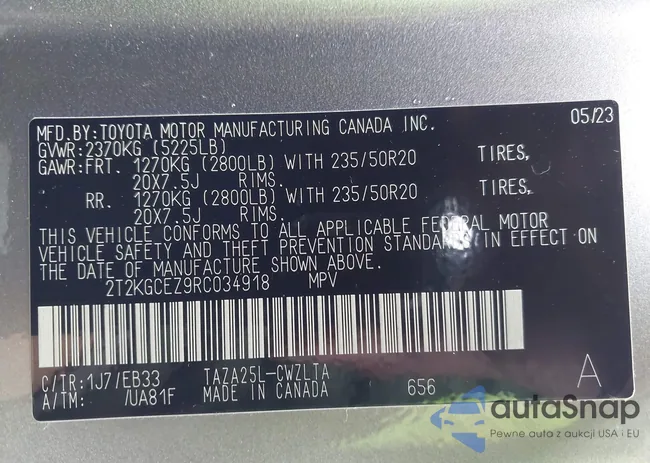 MFD.BY:TOYOTA MOTOR MANUFACTURING CANADA INC. 05/23
GVWR:2370KG (5225LB)
GAWR:FRT. 1270KG (2800LB) WITH 235/50R20 TIRES,
20X7.5J RIMS.
RR. 1270KG (2800LB) WITH 235/50R20 TIRES,
20X7.5J RIMS.
THIS VEHICLE CONFORMS TO ALL APPLICABLE FEDERAL MOTOR
VEHICLE SAFETY AND THEFT PREVENTION STANDARDS IN EFFECT ON
THE DATE OF MANUFACTURE SHOWN ABOVE.
2T2KGCEZ9RC034918 MPV
C/TR:1J7/EB33 TAZA25L-CWZLTA
A/TM: /UA81F MADE IN CANADA 656 A
autaSnap
Pewne auta z aukcji USA i EU